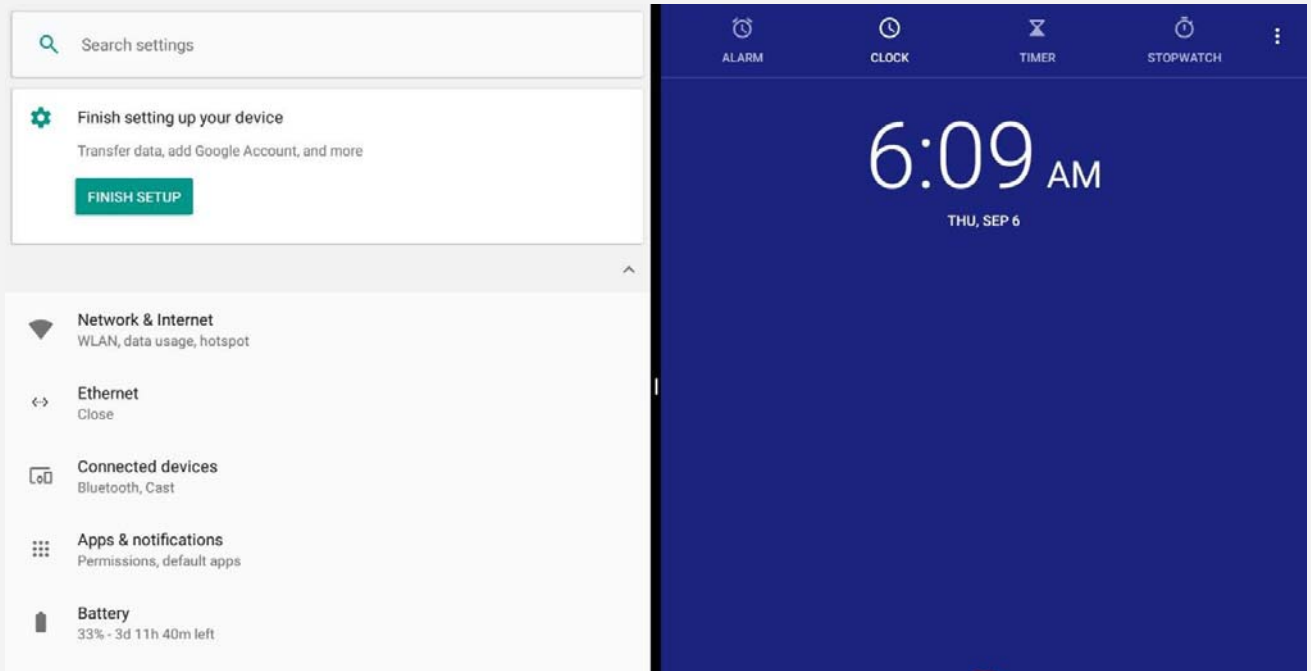 Search settings
Finish setting up your device
Transfer data, add Google Account, and more
FINISH SETUP
Network & Internet
WLAN, data usage, hotspot
Ethernet
Close
Connected devices
Bluetooth, Cast
Apps & notifications
Permissions, default apps
Battery
33% - 3d 11h 40m left
ALARM
CLOCK
TIMER
STOPWATCH
6:09 AM
THU, SEP 6